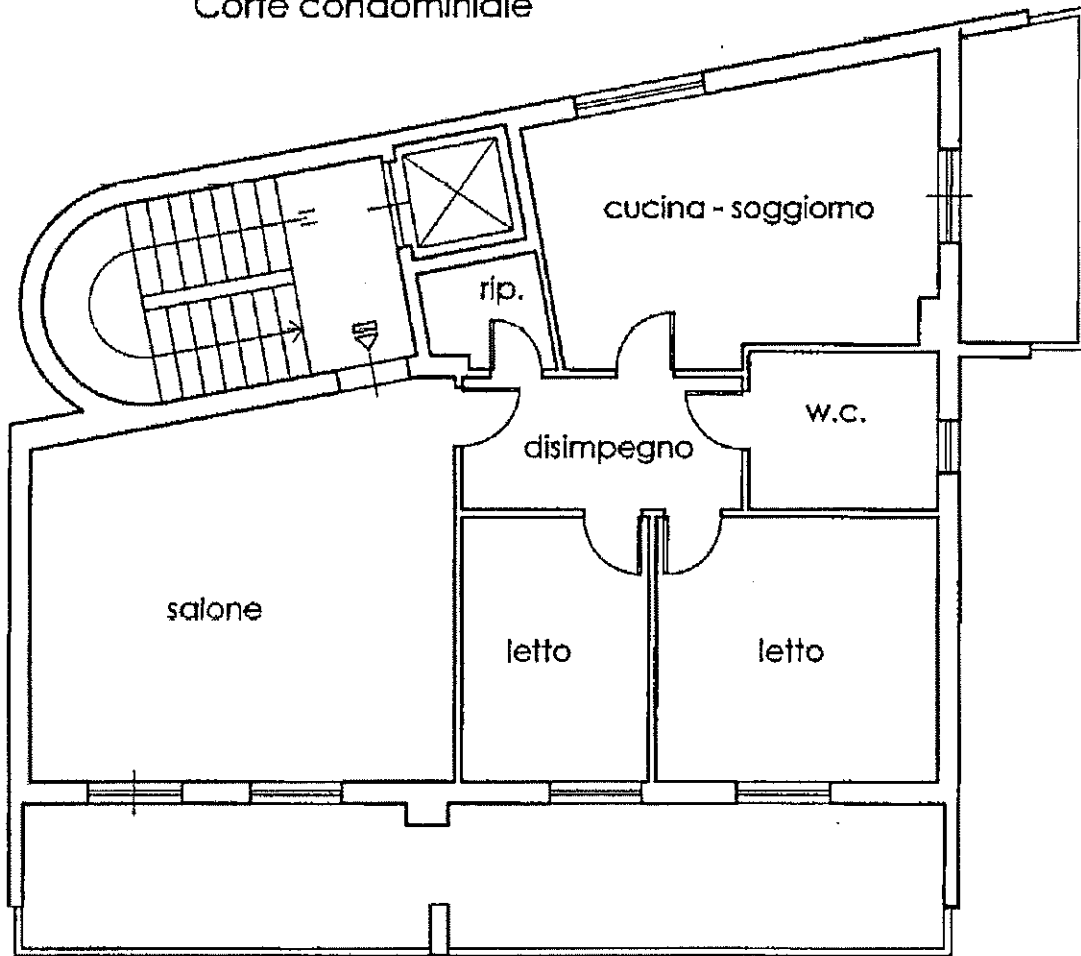 Corte condominiale
cucina - soggiorno
rip.
w.c.
disimpegno
salone
letto
letto